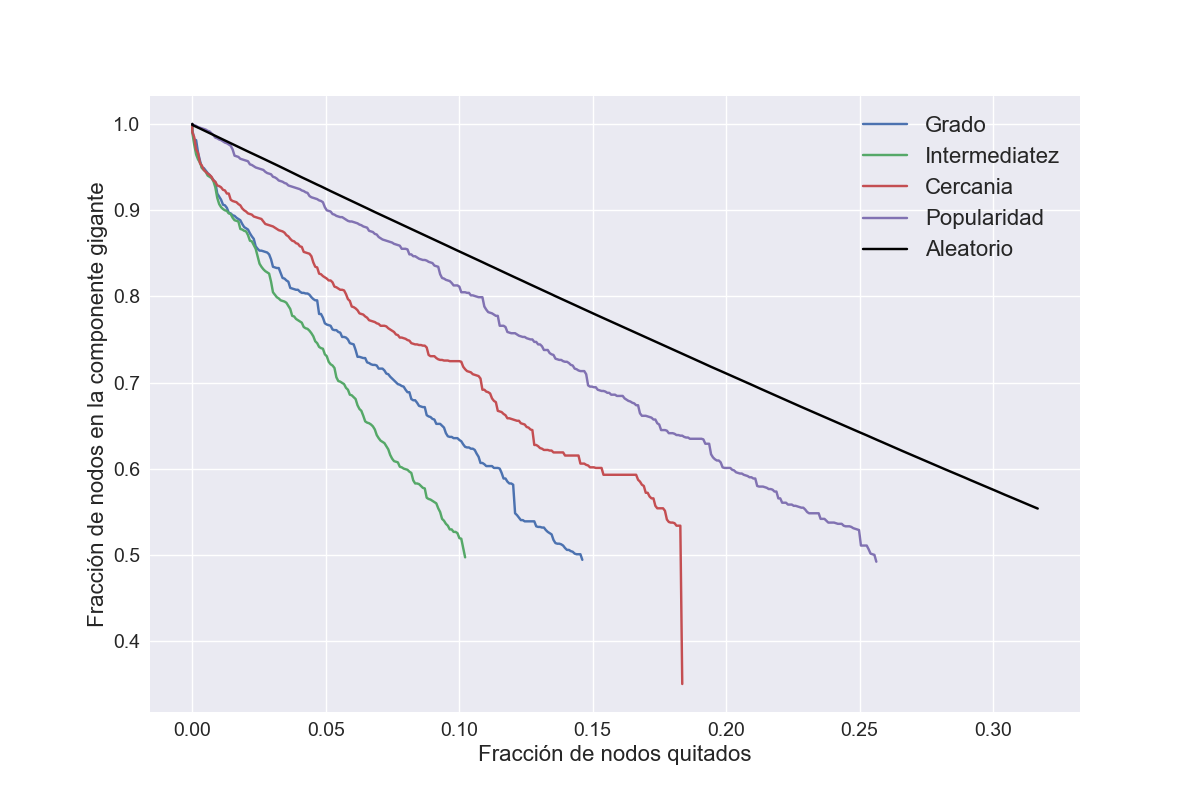 Grado
Intermediatez
Cercania
Popularidad
Aleatorio
Fracción de nodos en la componente gigante
1.0
0.9
0.8
0.7
0.6
0.5
0.4
0.00 0.05 0.10 0.15 0.20 0.25 0.30
Fracción de nodos quitados